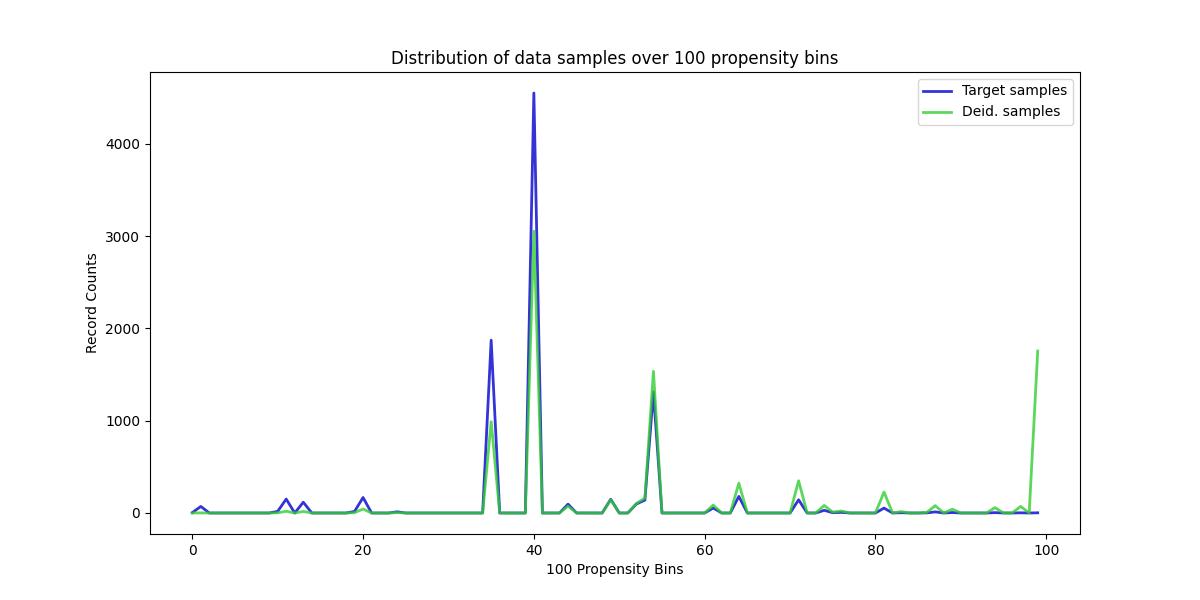 Distribution of data samples over 100 propensity bins
Target samples
Deid. samples
Record Counts
4000
3000
2000
1000
0
0 20 40 60 80 100
100 Propensity Bins